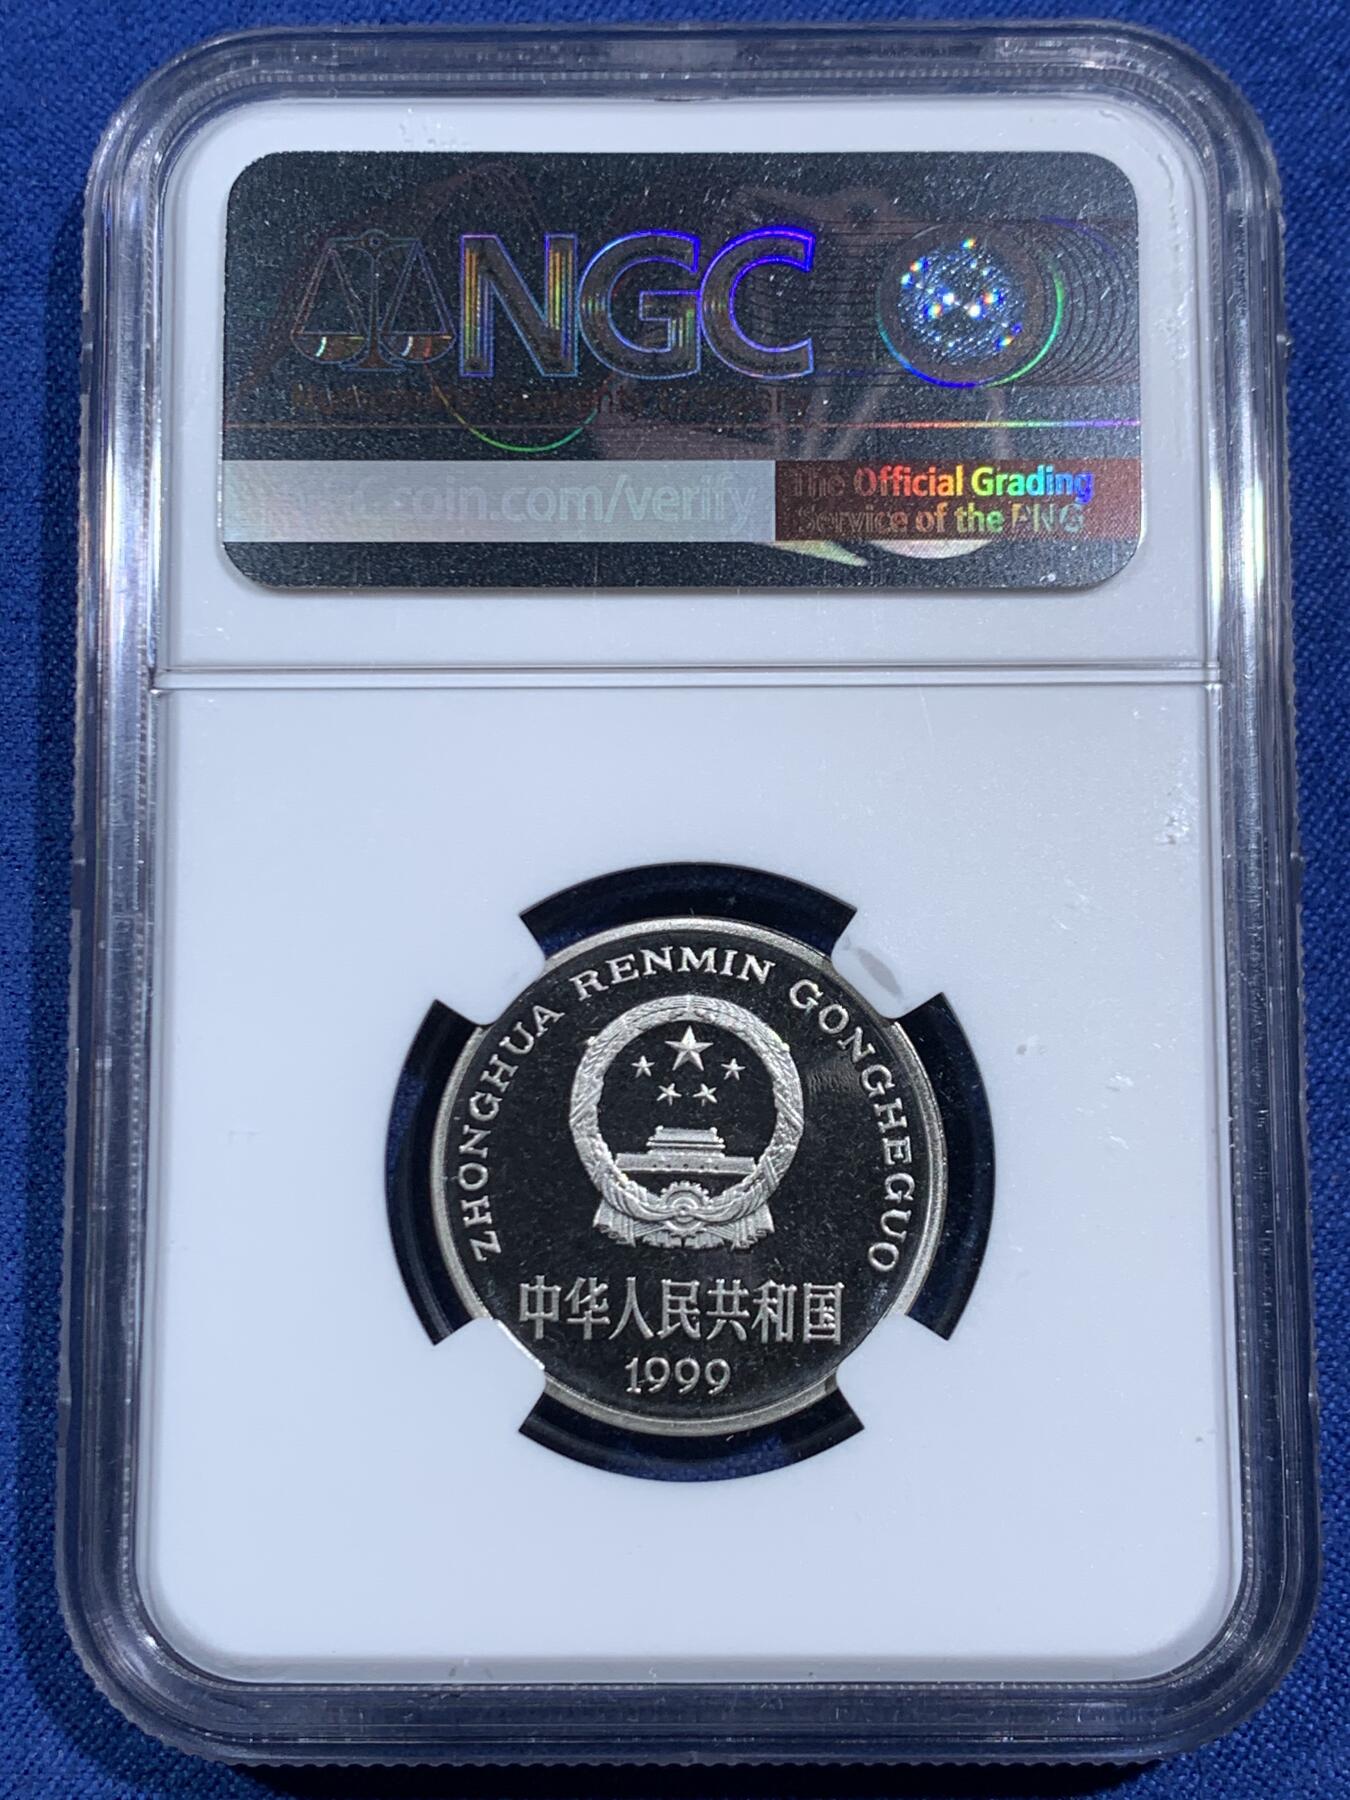 NGC
coin.com/verify
The Official Grading
Service of the PNG
ZHONGHUA RENMIN GONGHEGUO
中华人民共和国
1999